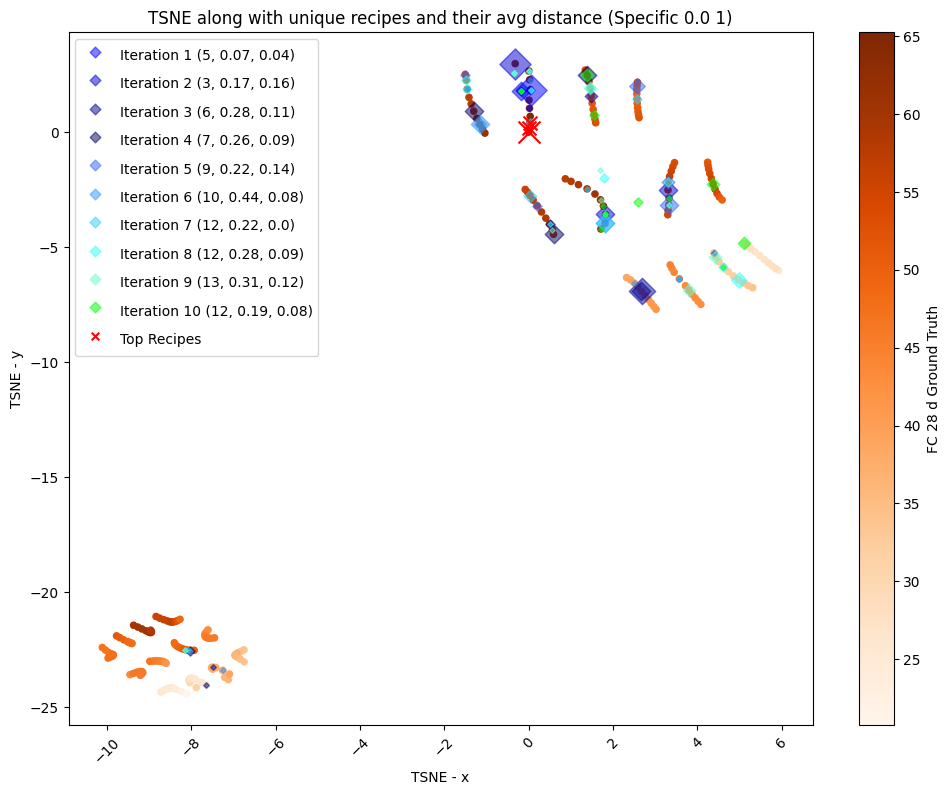 TSNE along with unique recipes and their avg distance (Specific 0.0 1)
Iteration 1 (5, 0.07, 0.04)
Iteration 2 (3, 0.17, 0.16)
Iteration 3 (6, 0.28, 0.11)
Iteration 4 (7, 0.26, 0.09)
Iteration 5 (9, 0.22, 0.14)
Iteration 6 (10, 0.44, 0.08)
Iteration 7 (12, 0.22, 0.0)
Iteration 8 (12, 0.28, 0.09)
Iteration 9 (13, 0.31, 0.12)
Iteration 10 (12, 0.19, 0.08)
Top Recipes
TSNE - y
0
−5
−10
−15
−20
−25
−10
−8
−6
−4
−2
0
2
4
6
TSNE - x
65
60
55
50
45
40
35
30
25
FC 28 d Ground Truth